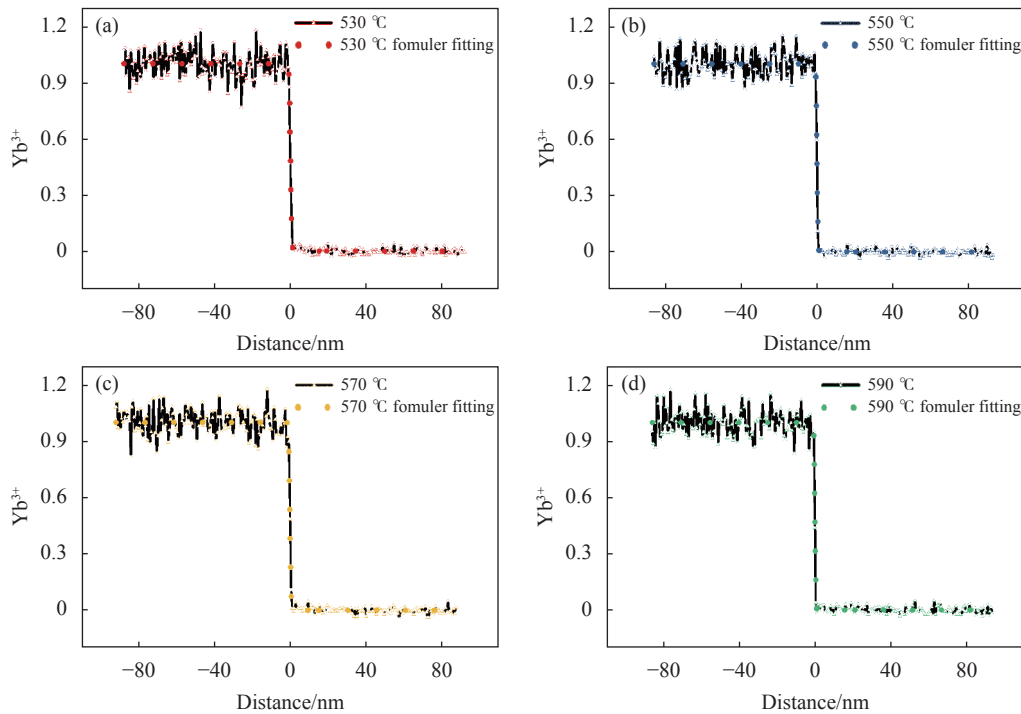 (a)
530 ℃
530 ℃ fomuler fitting
1.2
0.9
0.6
0.3
0
Yb³⁺
−80 −40 0 40 80
Distance/nm
(b)
550 ℃
550 ℃ fomuler fitting
1.2
0.9
0.6
0.3
0
Yb³⁺
−80 −40 0 40 80
Distance/nm
(c)
570 ℃
570 ℃ fomuler fitting
1.2
0.9
0.6
0.3
0
Yb³⁺
−80 −40 0 40 80
Distance/nm
(d)
590 ℃
590 ℃ fomuler fitting
1.2
0.9
0.6
0.3
0
Yb³⁺
−80 −40 0 40 80
Distance/nm